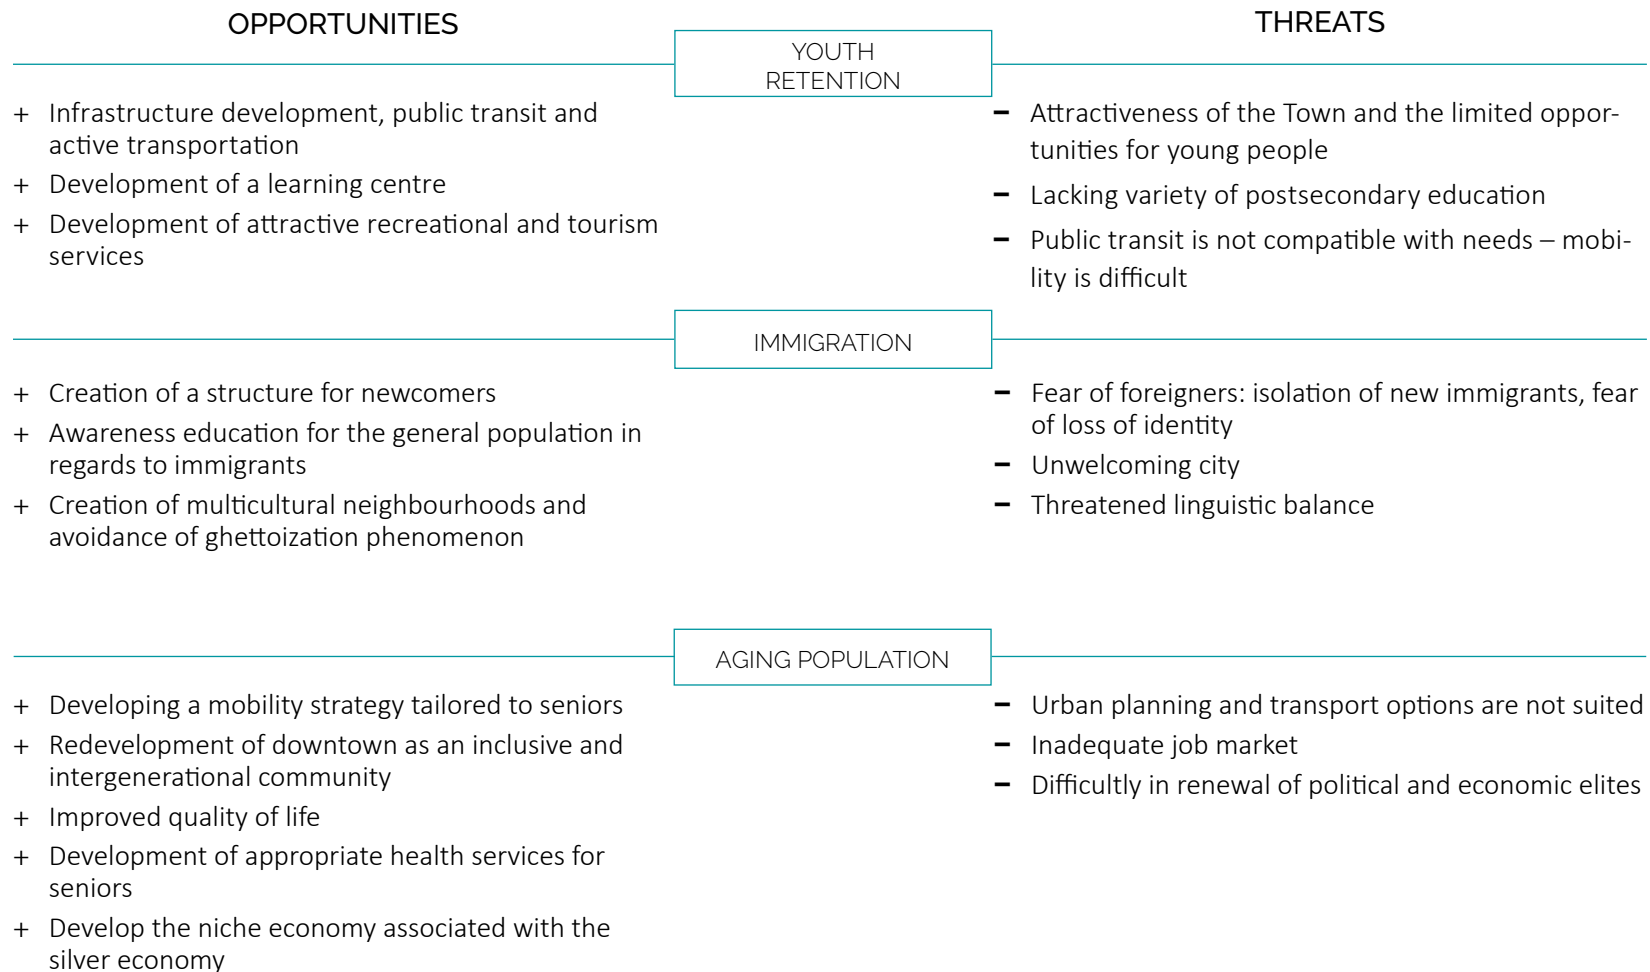 OPPORTUNITIES
THREATS
YOUTH
RETENTION
+ Infrastructure development, public transit and
active transportation
+ Development of a learning centre
+ Development of attractive recreational and tourism
services
– Attractiveness of the Town and the limited oppor-
tunities for young people
– Lacking variety of postsecondary education
– Public transit is not compatible with needs – mobi-
lity is difficult
IMMIGRATION
+ Creation of a structure for newcomers
+ Awareness education for the general population in
regards to immigrants
+ Creation of multicultural neighbourhoods and
avoidance of ghettoization phenomenon
– Fear of foreigners: isolation of new immigrants, fear
of loss of identity
– Unwelcoming city
– Threatened linguistic balance
AGING POPULATION
+ Developing a mobility strategy tailored to seniors
+ Redevelopment of downtown as an inclusive and
intergenerational community
+ Improved quality of life
+ Development of appropriate health services for
seniors
+ Develop the niche economy associated with the
silver economy
– Urban planning and transport options are not suited
– Inadequate job market
– Difficultly in renewal of political and economic elites